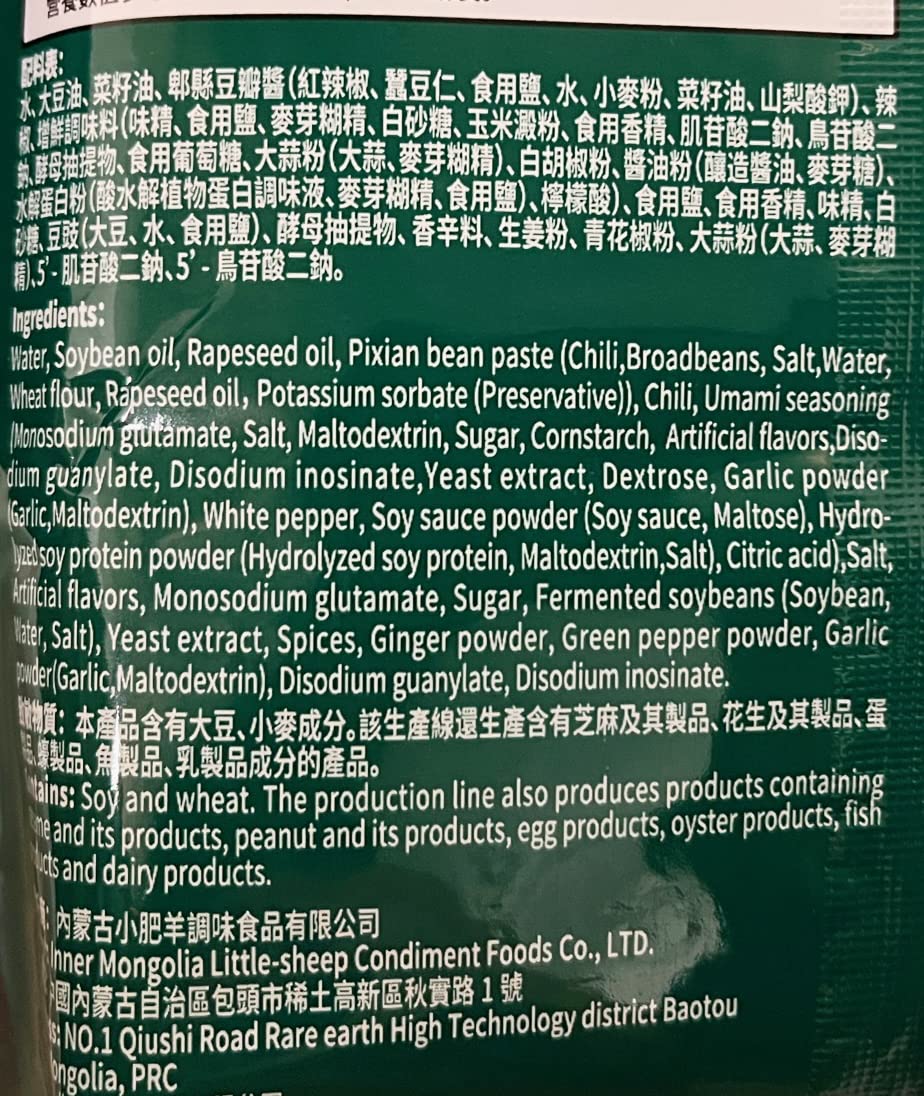 配料表:
水、大豆油、菜籽油、郫縣豆瓣醬(紅辣椒、蠶豆仁、食用鹽、水、小麥粉、菜籽油、山梨酸鉀)、辣
椒、增鮮調味料(味精、食用鹽、麥芽糊精、白砂糖、玉米澱粉、食用香精、肌苷酸二鈉、鳥苷酸二
鈉、酵母抽提物、食用葡萄糖、大蒜粉(大蒜、麥芽糊精)、白胡椒粉、醬油粉(釀造醬油、麥芽糖)、
水解蛋白粉(酸水解植物蛋白調味液、麥芽糊精、食用鹽)、檸檬酸)、食用鹽、食用香精、味精、白
砂糖、豆豉(大豆、水、食用鹽)、酵母抽提物、香辛料、生姜粉、青花椒粉、大蒜粉(大蒜、麥芽糊
精)、5'-肌苷酸二鈉、5'-鳥苷酸二鈉。
Ingredients:
Water, Soybean oil, Rapeseed oil, Pixian bean paste (Chili,Broadbeans, Salt,Water,
Wheat flour, Rapeseed oil, Potassium sorbate (Preservative)), Chili, Umami seasoning
(Monosodium glutamate, Salt, Maltodextrin, Sugar, Cornstarch, Artificial flavors,Diso-
dium guanylate, Disodium inosinate,Yeast extract, Dextrose, Garlic powder
(Garlic,Maltodextrin), White pepper, Soy sauce powder (Soy sauce, Maltose), Hydro-
lyzed soy protein powder (Hydrolyzed soy protein, Maltodextrin,Salt), Citric acid),Salt,
Artificial flavors, Monosodium glutamate, Sugar, Fermented soybeans (Soybean,
Water, Salt), Yeast extract, Spices, Ginger powder, Green pepper powder, Garlic
powder(Garlic,Maltodextrin), Disodium guanylate, Disodium inosinate.
物質: 本產品含有大豆、小麥成分。該生產線還生產含有芝麻及其製品、花生及其製品、蛋
品、蠔製品、魚製品、乳製品成分的產品。
Soy and wheat. The production line also produces products containing
and its products, peanut and its products, egg products, oyster products, fish
and dairy products.
內蒙古小肥羊調味食品有限公司
Inner Mongolia Little-sheep Condiment Foods Co., LTD.
國內蒙古自治區包頭市稀土高新區秋實路 1 號
NO.1 Qiushi Road Rare earth High Technology district Baotou
ngolia, PRC